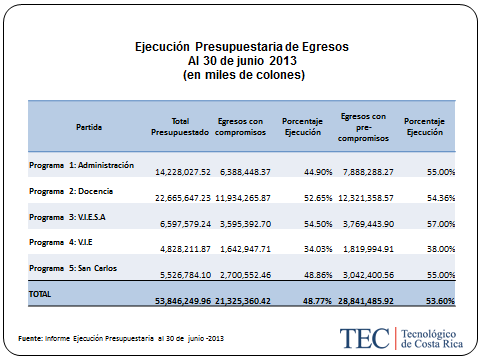 Ejecución Presupuestaria de Egresos
Al 30 de junio 2013
(en miles de colones)
Partida Total Presupuestado Egresos con compromisos Porcentaje Ejecución Egresos con pre-compromisos Porcentaje Ejecución
Programa 1: Administración 14,228,027.52 6,388,448.37 44.90% 7,888,288.27 55.00%
Programa 2: Docencia 22,665,647.23 11,934,265.87 52.65% 12,321,358.57 54.36%
Programa 3: V.I.E.S.A 6,597,579.24 3,595,392.70 54.50% 3,769,443.90 57.00%
Programa 4: V.I.E 4,828,211.87 1,642,947.71 34.03% 1,819,994.91 38.00%
Programa 5: San Carlos 5,526,784.10 2,700,552.46 48.86% 3,042,400.56 55.00%
TOTAL 53,846,249.96 21,325,360.42 48.77% 28,841,485.92 53.60%
Fuente: Informe Ejecución Presupuestaria al 30 de junio -2013
TEC Tecnológico
de Costa Rica